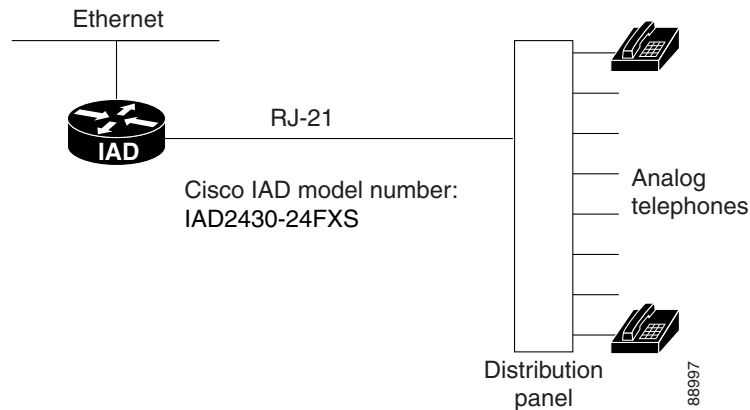 Ethernet
IAD
RJ-21
Cisco IAD model number:
IAD2430-24FXS
Analog
telephones
Distribution
panel
88997